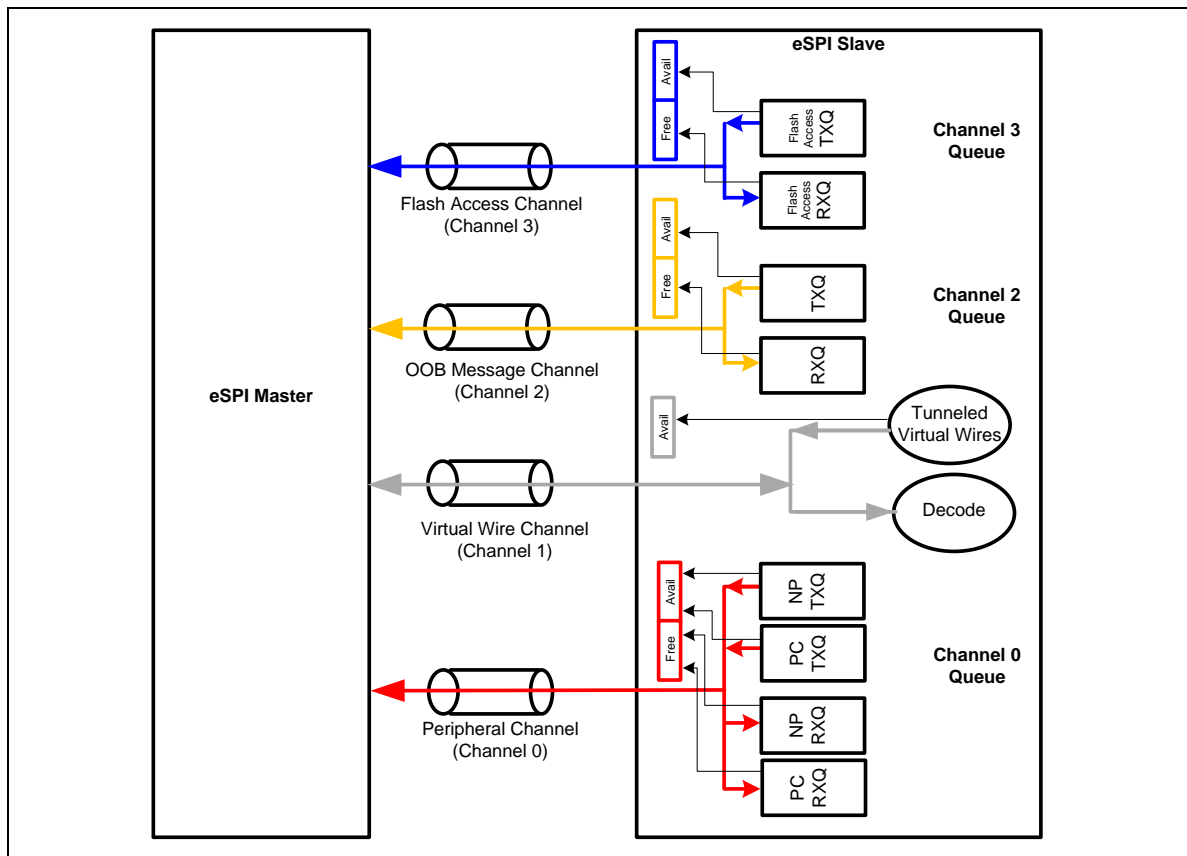 eSPI Slave
Avail
Free
Flash
Access
TXQ
Flash
Access
RXQ
Channel 3
Queue
Flash Access Channel
(Channel 3)
Avail
Free
TXQ
RXQ
Channel 2
Queue
OOB Message Channel
(Channel 2)
eSPI Master
Avail
Tunneled
Virtual Wires
Decode
Virtual Wire Channel
(Channel 1)
Avail
Free
NP
TXQ
PC
TXQ
NP
RXQ
PC
RXQ
Channel 0
Queue
Peripheral Channel
(Channel 0)